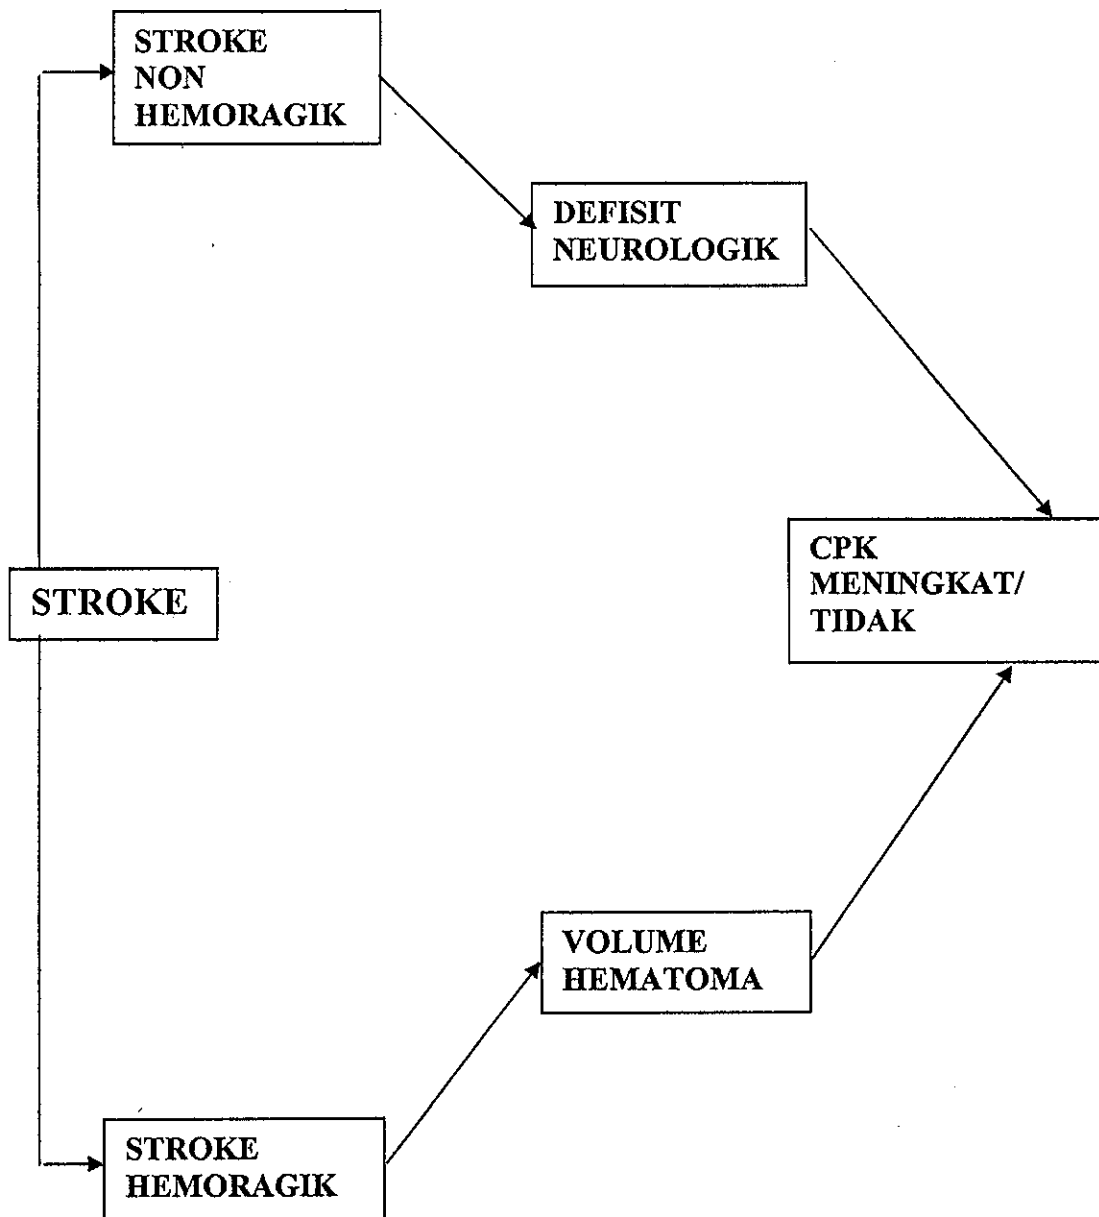 STROKE
NON
HEMORAGIK
DEFISIT
NEUROLOGIK
CPK
MENINGKAT/
TIDAK
STROKE
VOLUME
HEMATOMA
STROKE
HEMORAGIK